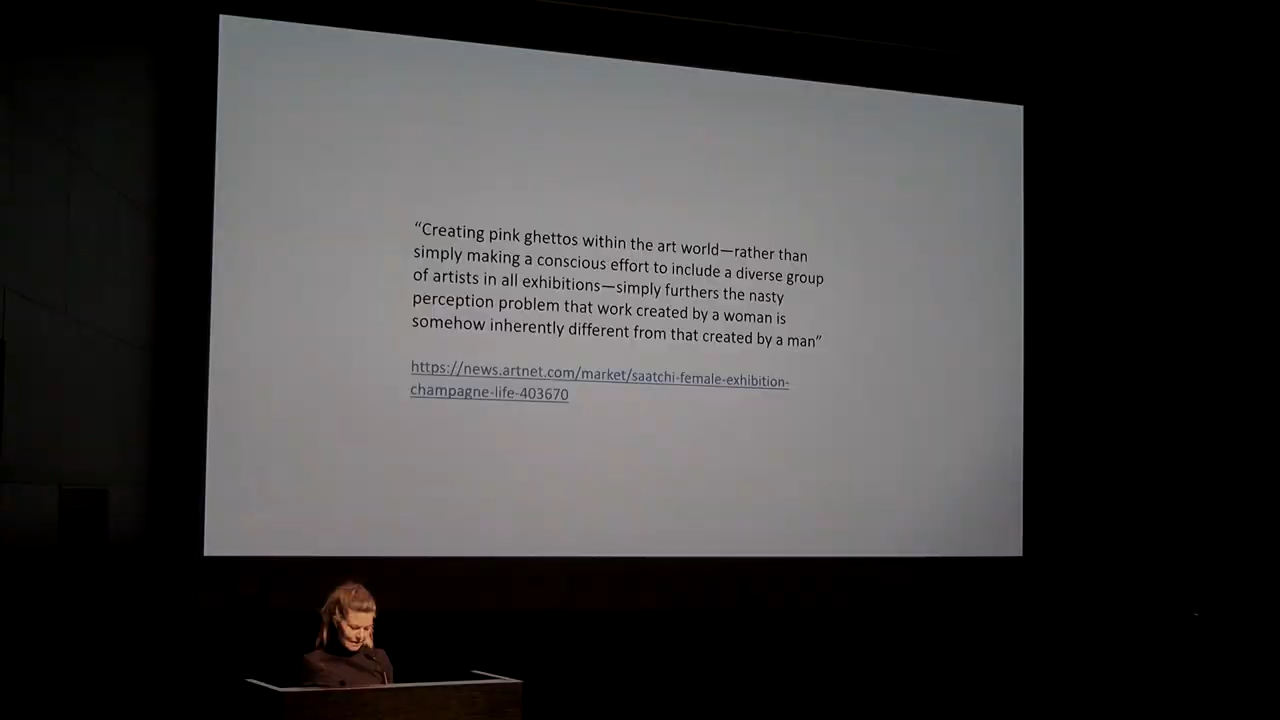 “Creating pink ghettos within the art world—rather than
simply making a conscious effort to include a diverse group
of artists in all exhibitions—simply furthers the nasty
perception problem that work created by a woman is
somehow inherently different from that created by a man”
https://news.artnet.com/market/saatchi-female-exhibition-
champagne-life-403670